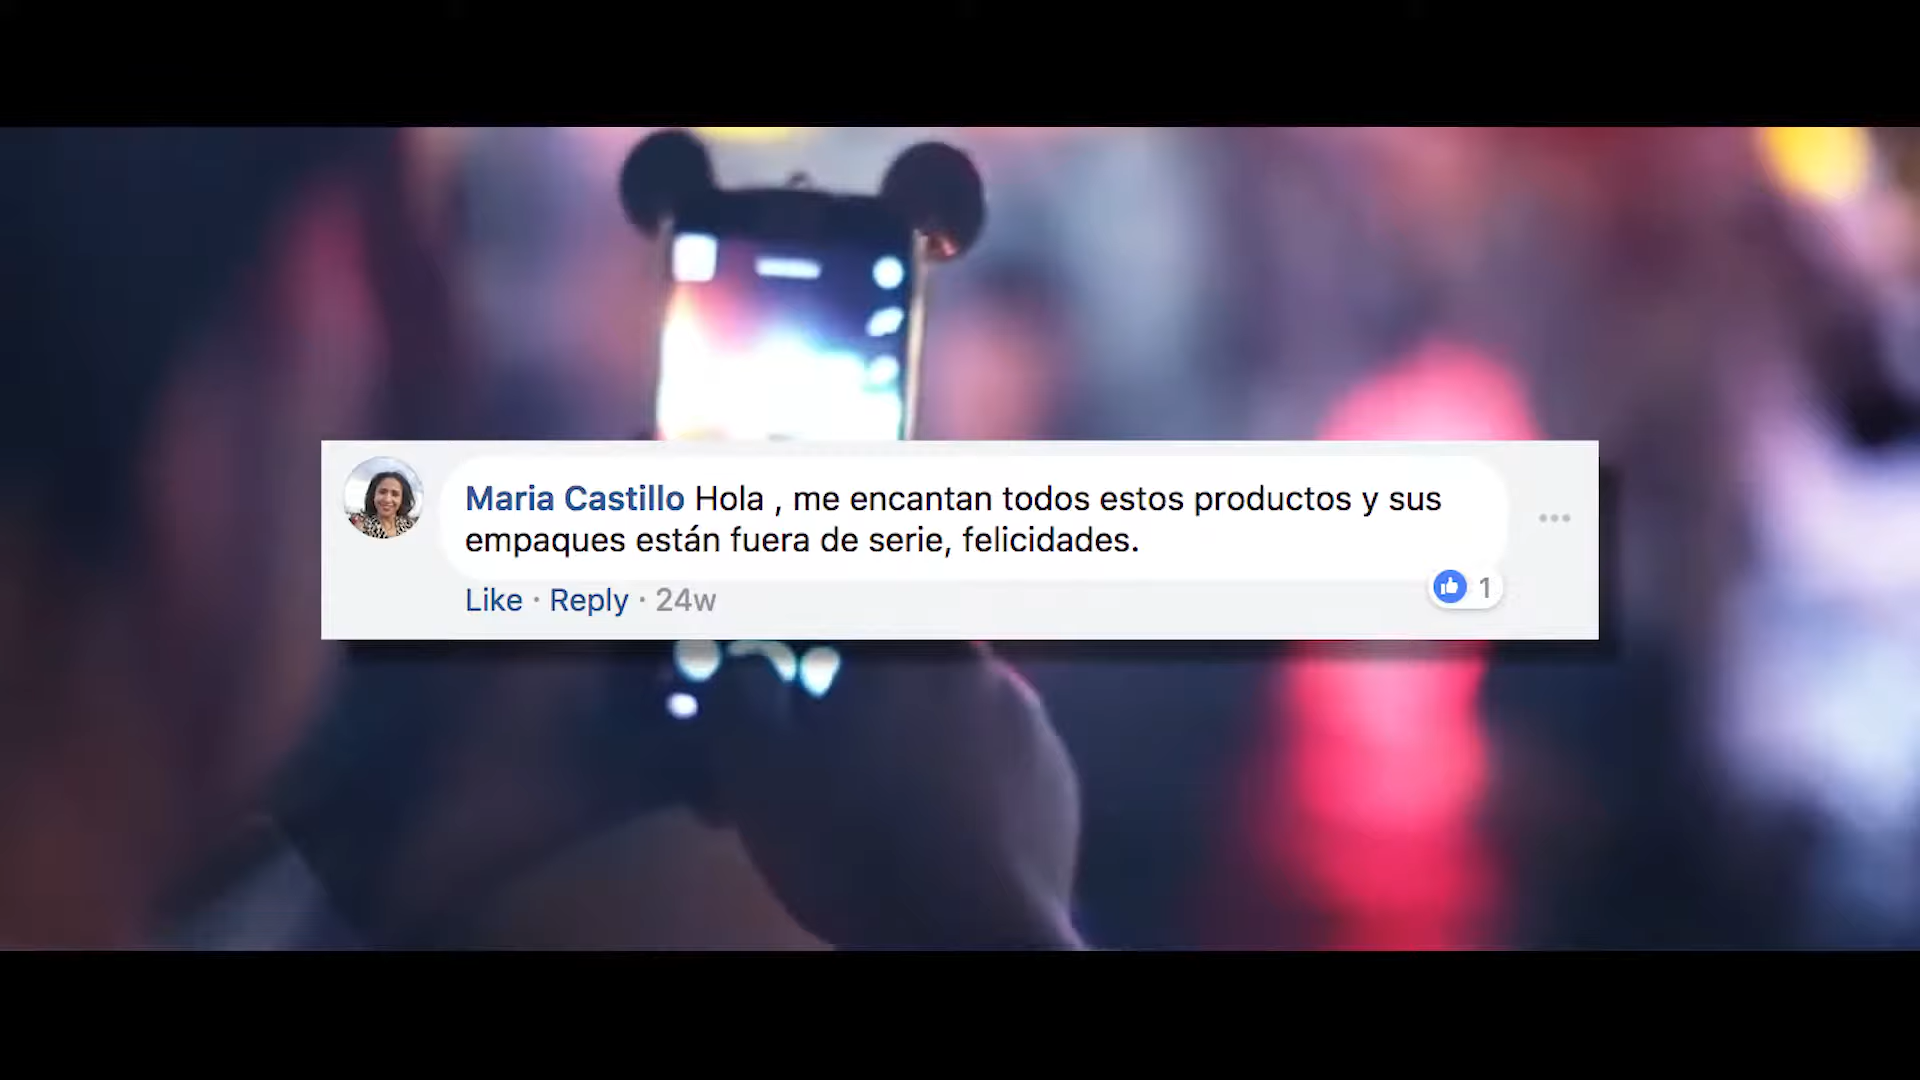 Maria Castillo Hola , me encantan todos estos productos y sus
empaques están fuera de serie, felicidades.
Like · Reply · 24w
1